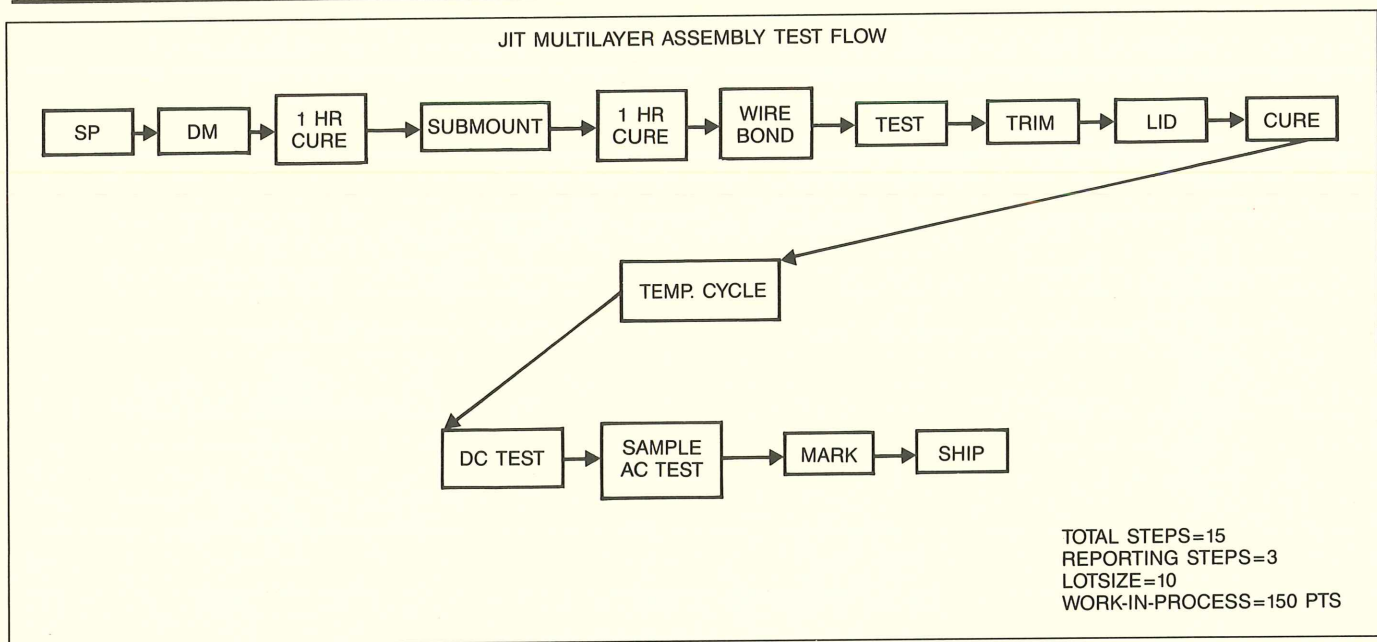 JIT MULTILAYER ASSEMBLY TEST FLOW
SP
DM
1 HR
CURE
SUBMOUNT
1 HR
CURE
WIRE
BOND
TEST
TRIM
LID
CURE
TEMP. CYCLE
DC TEST
SAMPLE
AC TEST
MARK
SHIP
TOTAL STEPS=15
REPORTING STEPS=3
LOTSIZE=10
WORK-IN-PROCESS=150 PTS